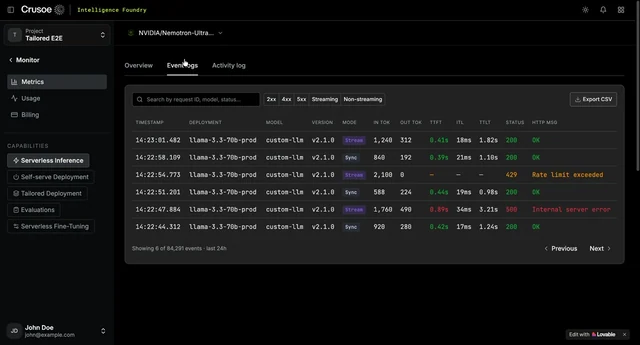 Crusoe Intelligence Foundry
T Project
Tailored E2E
NVIDIA/Nemotron-Ultra...
Monitor
Metrics
Usage
Billing
CAPABILITIES
Serverless Inference
Self-serve Deployment
Tailored Deployment
Evaluations
Serverless Fine-Tuning
JD John Doe
john@example.com
Overview Event logs Activity log
Search by request ID, model, status... 2xx 4xx 5xx Streaming Non-streaming Export CSV
TIMESTAMP DEPLOYMENT MODEL VERSION MODE IN TOK OUT TOK TTFT ITL TTLT STATUS HTTP MSG
14:23:01.482 llama-3.3-70b-prod custom-llm v2.1.0 Stream 1,240 312 0.41s 18ms 1.82s 200 OK
14:22:58.109 llama-3.3-70b-prod custom-llm v2.1.0 Sync 840 192 0.39s 21ms 1.10s 200 OK
14:22:54.773 llama-3.3-70b-prod custom-llm v2.1.0 Stream 2,100 0 — — — 429 Rate limit exceeded
14:22:51.201 llama-3.3-70b-prod custom-llm v2.1.0 Sync 588 224 0.44s 19ms 0.98s 200 OK
14:22:47.884 llama-3.3-70b-prod custom-llm v2.1.0 Stream 1,760 490 0.89s 34ms 3.21s 500 Internal server error
14:22:44.312 llama-3.3-70b-prod custom-llm v2.1.0 Sync 920 280 0.42s 17ms 1.24s 200 OK
Showing 6 of 84,291 events · last 24h Previous Next
Edit with Lovable